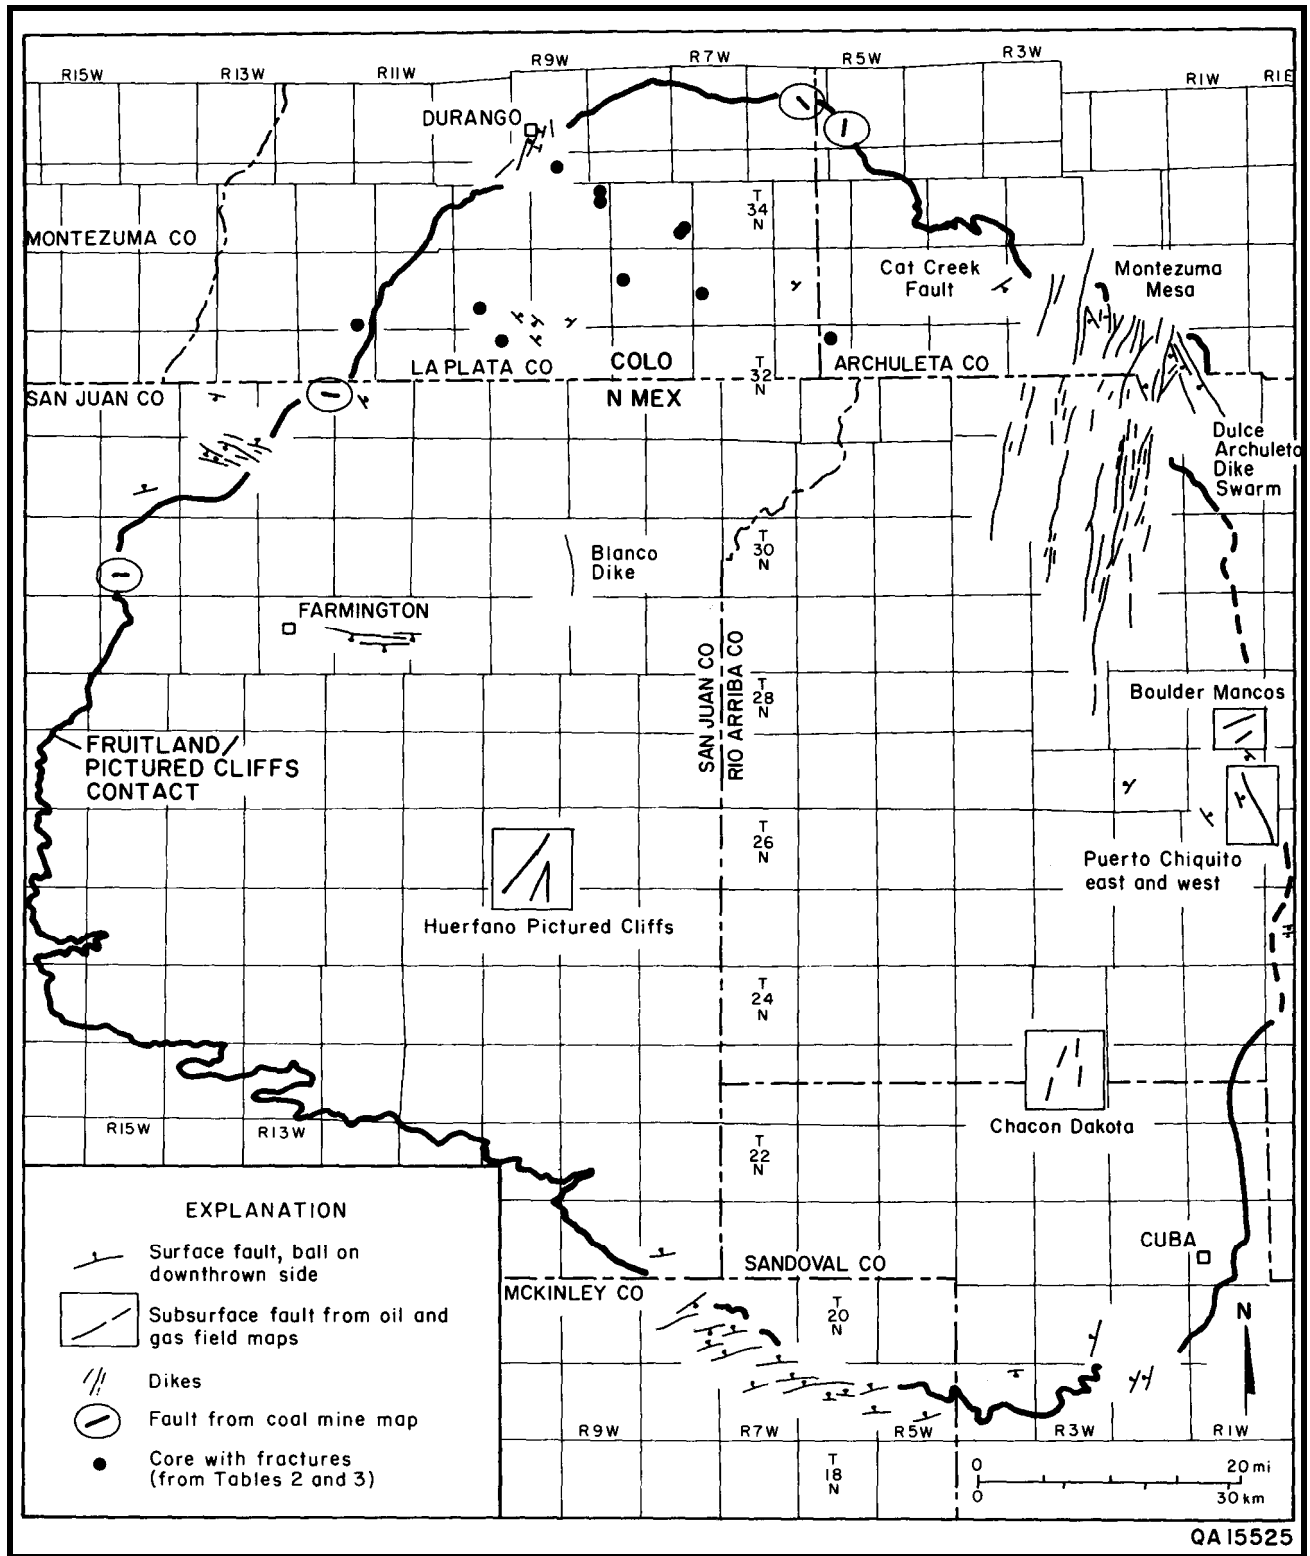 R15W
R13W
R11W
R9W
R7W
R5W
R3W
R1W
R1E
DURANGO
T
34
N
MONTEZUMA CO
Cat Creek
Fault
Montezuma
Mesa
LA PLATA CO
COLO
ARCHULETA CO
T
32
N
SAN JUAN CO
N MEX
Dulce
Archuleta
Dike
Swarm
Blanco
Dike
T
30
N
FARMINGTON
SAN JUAN CO
RIO ARRIBA CO
T
28
N
Boulder Mancos
FRUITLAND/
PICTURED CLIFFS
CONTACT
T
26
N
Puerto Chiquito
east and west
Huerfano Pictured Cliffs
T
24
N
Chacon Dakota
R15W
R13W
T
22
N
CUBA
SANDOVAL CO
MCKINLEY CO
T
20
N
N
R9W
R7W
R5W
R3W
R1W
T
18
N
EXPLANATION
Surface fault, ball on
downthrown side
Subsurface fault from oil and
gas field maps
Dikes
Fault from coal mine map
Core with fractures
(from Tables 2 and 3)
0
20 mi
0
30 km
QA15525